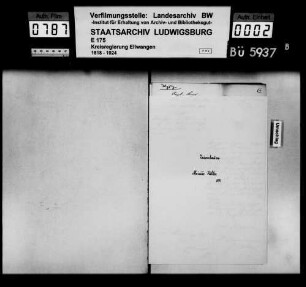 Aufn. Film
0787
Verfilmungsstelle: Landesarchiv BW
-Institut für Erhaltung von Archiv- und Bibliotheksgut-
STAATSARCHIV LUDWIGSBURG
E 175
Kreisregierung Ellwangen
1818 - 1924
Aufn. Einheit
0002
Bü 5937
B
Umschlag